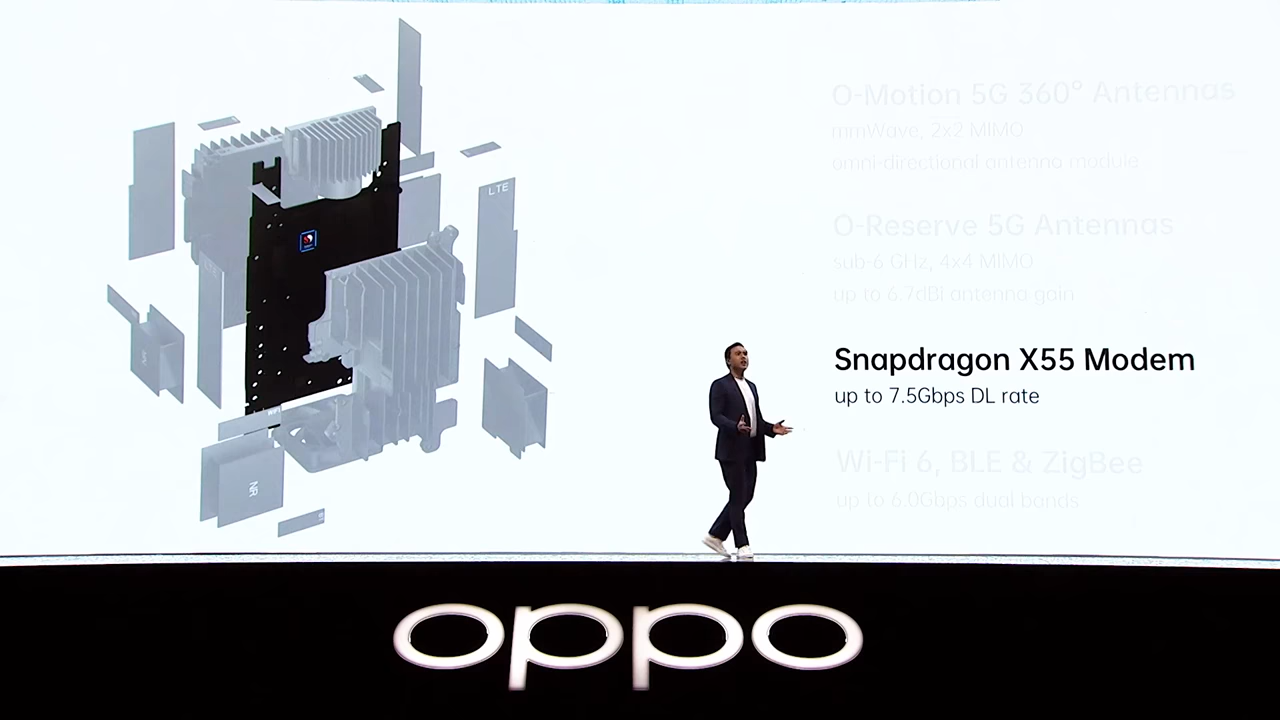 LTE
NR
O-Motion 5G 360° Antennas
mmWave, 2x2 MIMO
omni-directional antenna module
O-Reserve 5G Antennas
sub-6 GHz, 4x4 MIMO
up to 6.7dBi antenna gain
Snapdragon X55 Modem
up to 7.5Gbps DL rate
Wi-Fi 6, BLE & ZigBee
up to 6.0Gbps dual bands
oppo